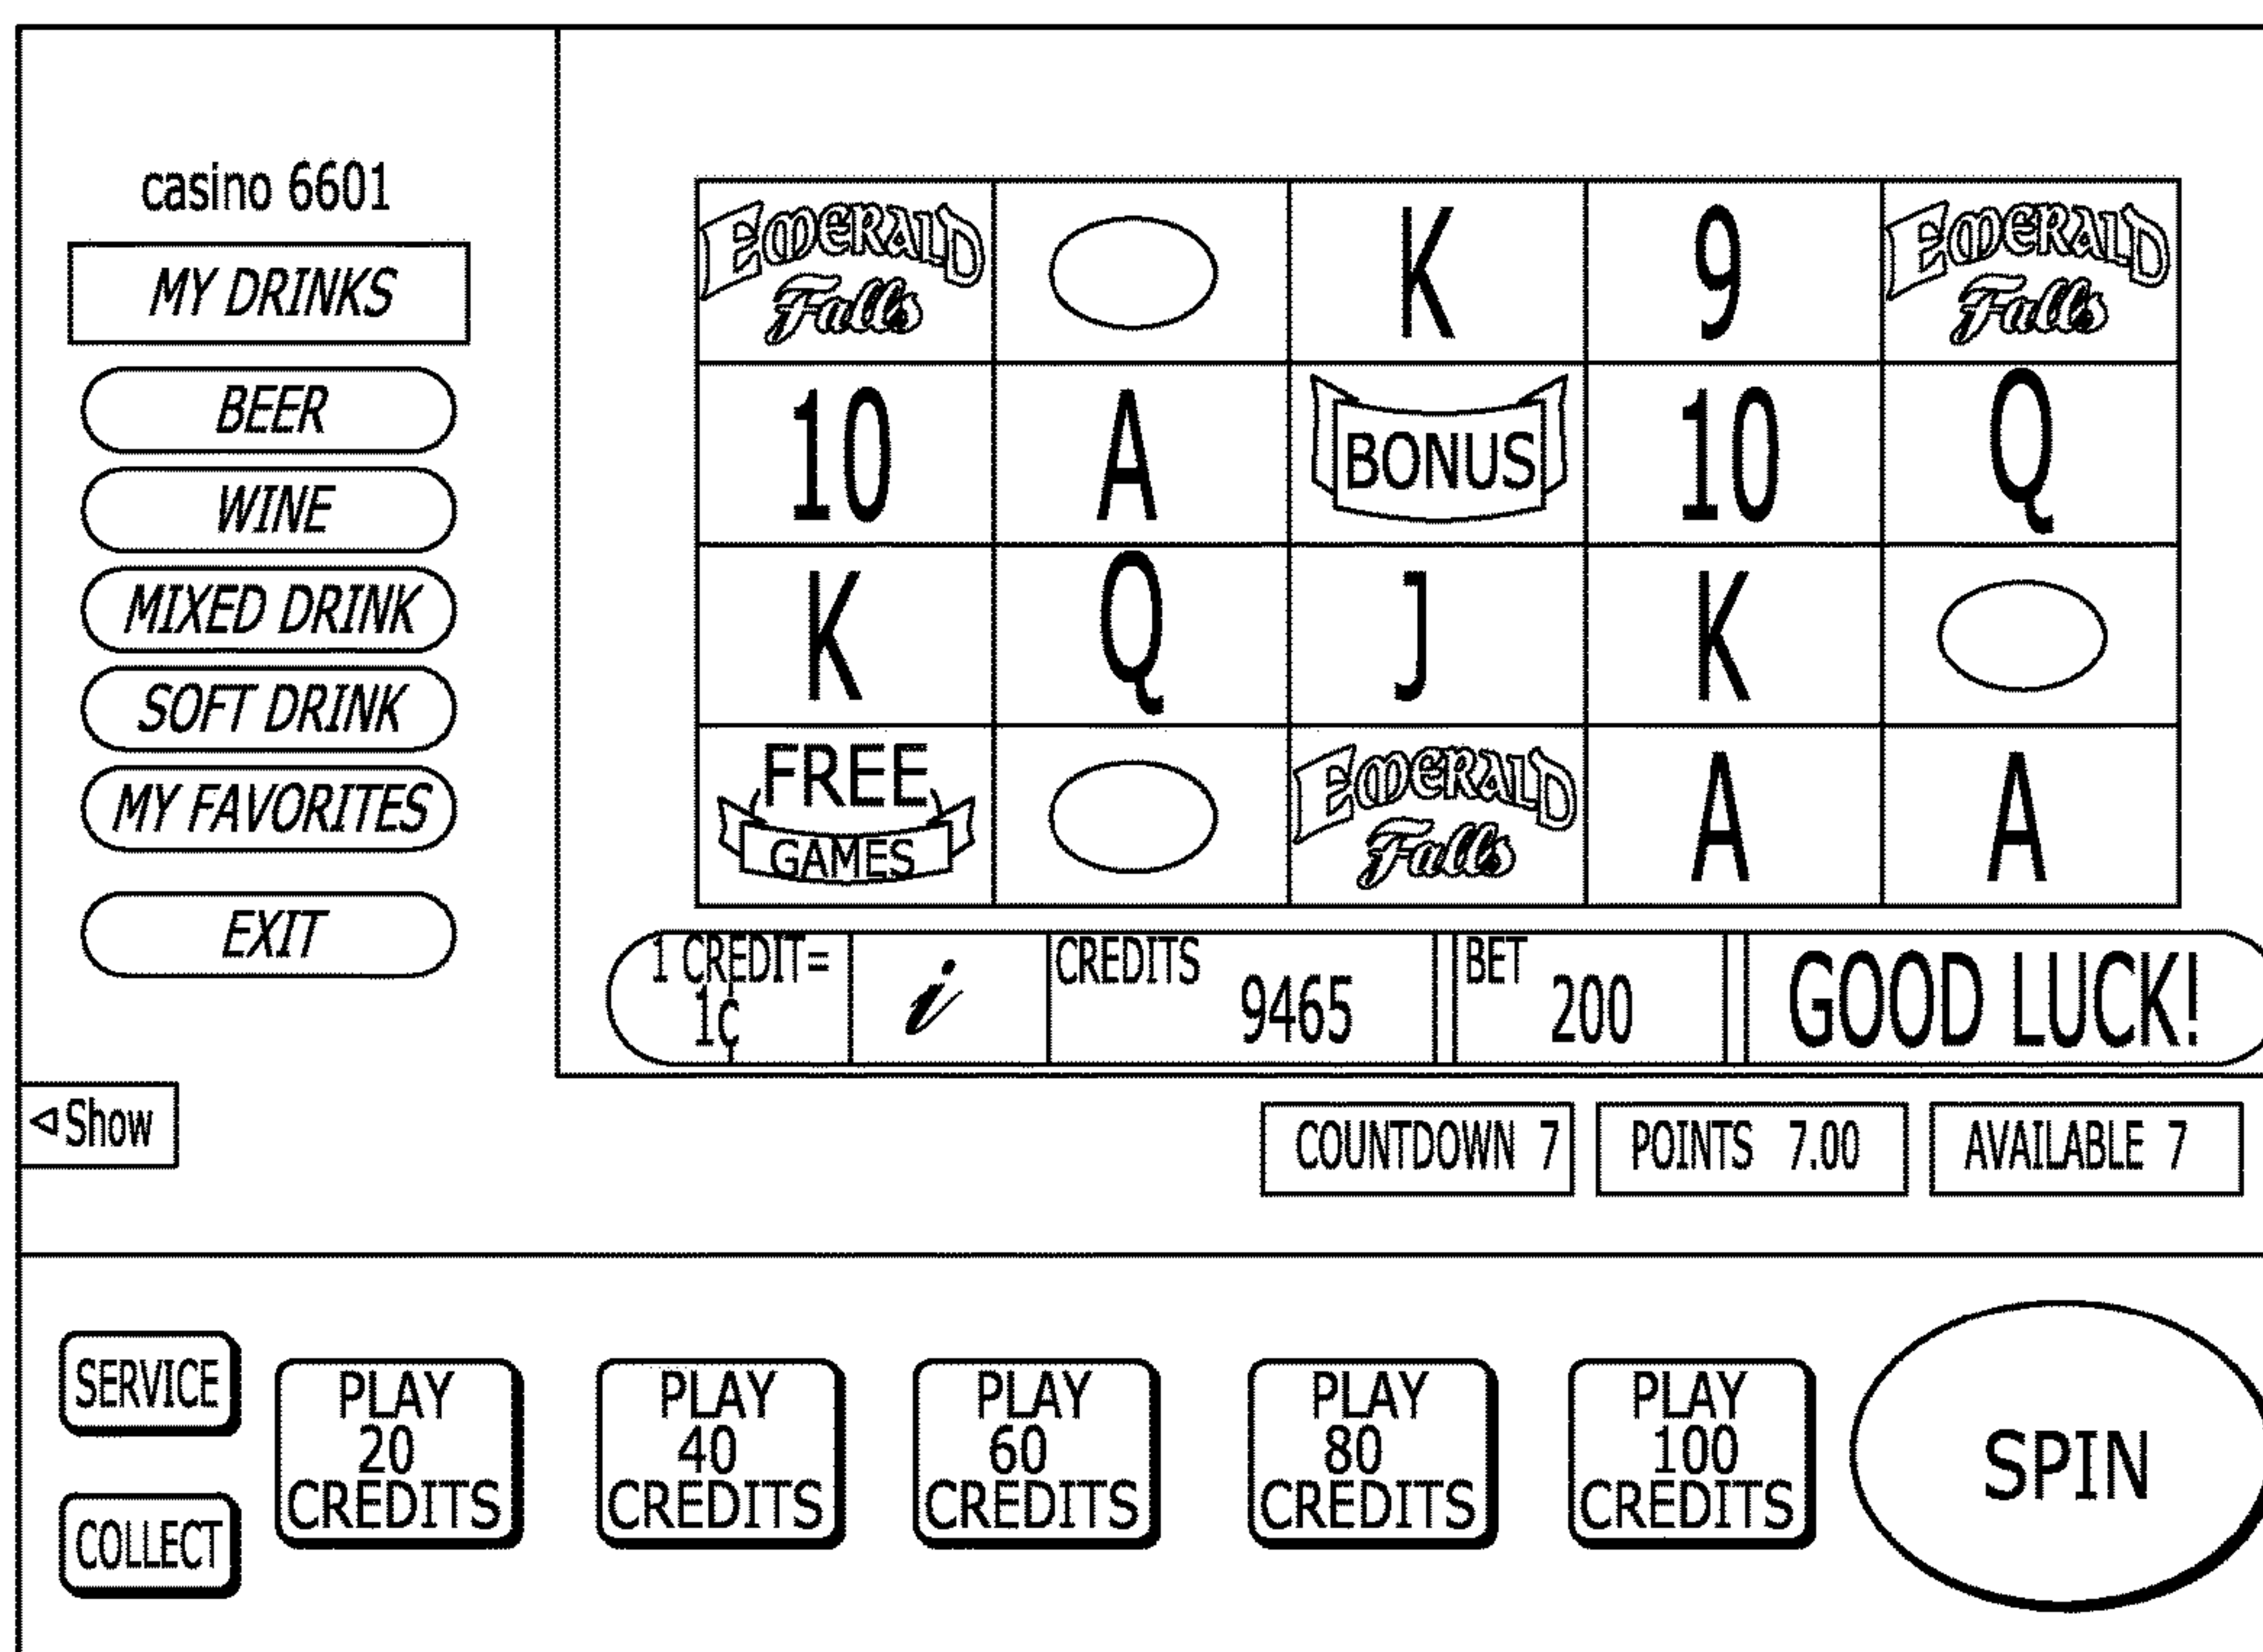 casino 6601
MY DRINKS
BEER
WINE
MIXED DRINK
SOFT DRINK
MY FAVORITES
EXIT
EMERALD Falls K 9 EMERALD Falls
10 A BONUS 10 Q
K Q J K
FREE GAMES EMERALD Falls A A
1 CREDIT= 1¢ i CREDITS 9465 BET 200 GOOD LUCK!
Show
COUNTDOWN 7 POINTS 7.00 AVAILABLE 7
SERVICE
COLLECT
PLAY
20
CREDITS
PLAY
40
CREDITS
PLAY
60
CREDITS
PLAY
80
CREDITS
PLAY
100
CREDITS
SPIN